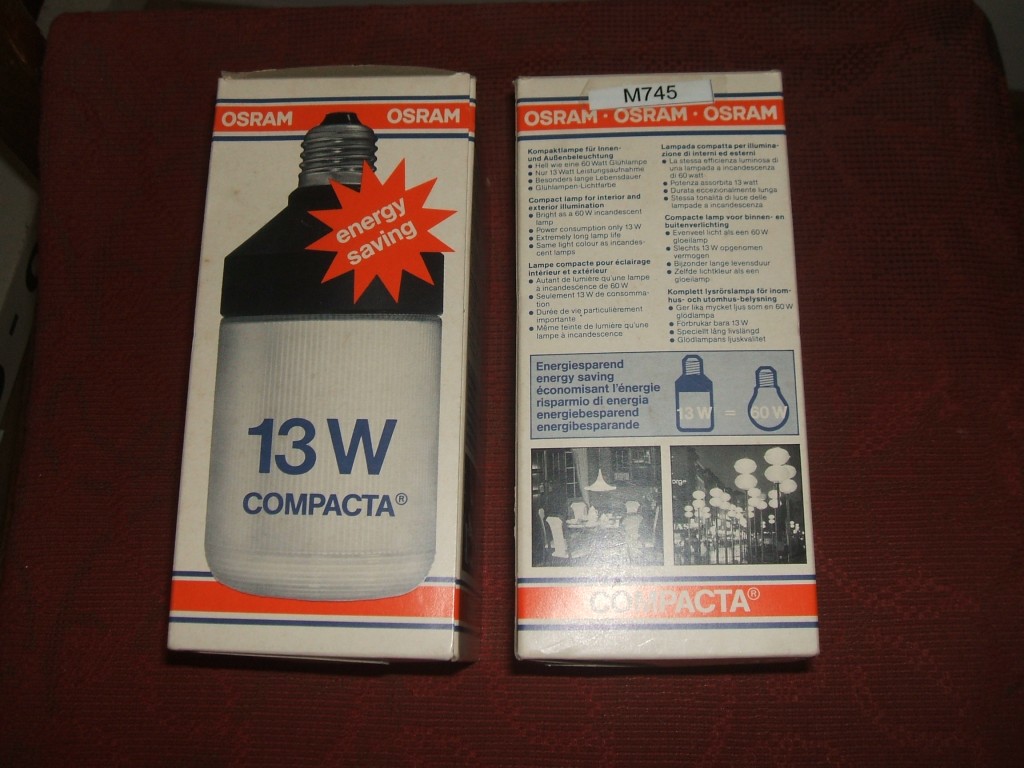 OSRAM OSRAM
energy
saving
13 W
COMPACTA®
M745
OSRAM · OSRAM · OSRAM
Kompaktlampe für Innen-
und Außenbeleuchtung
● Hell wie eine 60 Watt Glühlampe
● Nur 13 Watt Leistungsaufnahme
● Besonders lange Lebensdauer
● Glühlampen-Lichtfarbe
Compact lamp for interior and
exterior illumination
● Bright as a 60 W incandescent
lamp
● Power consumption only 13 W
● Extremely long lamp life
● Same light colour as incandes-
cent lamps
Lampe compacte pour éclairage
intérieur et extérieur
● Autant de lumière qu'une lampe
à incandescence de 60 W
● Seulement 13 W de consomma-
tion
● Durée de vie particulièrement
importante
● Même teinte de lumière qu'une
lampe à incandescence
Lampada compatta per illumina-
zione di interni ed esterni
● La stessa efficienza luminosa di
una lampada a incandescenza
di 60 watt
● Potenza assorbita 13 watt
● Durata eccezionalmente lunga
● Stessa tonalità di luce delle
lampade a incandescenza
Compacte lamp voor binnen- en
buitenverlichting
● Evenveel licht als een 60 W
gloeilamp
● Slechts 13 W opgenomen
vermogen
● Bijzonder lange levensduur
● Zelfde lichtkleur als een
gloeilamp
Komplett lysrörslampa för inom-
hus- och utomhus-belysning
● Ger lika mycket ljus som en 60 W
glödlampa
● Förbrukar bara 13 W
● Speciellt lång livslängd
● Glödlampans ljuskvalitet
Energiesparend
energy saving
économisant l'énergie
risparmio di energia
energiebesparend
energibesparande
13 W = 60 W
COMPACTA®